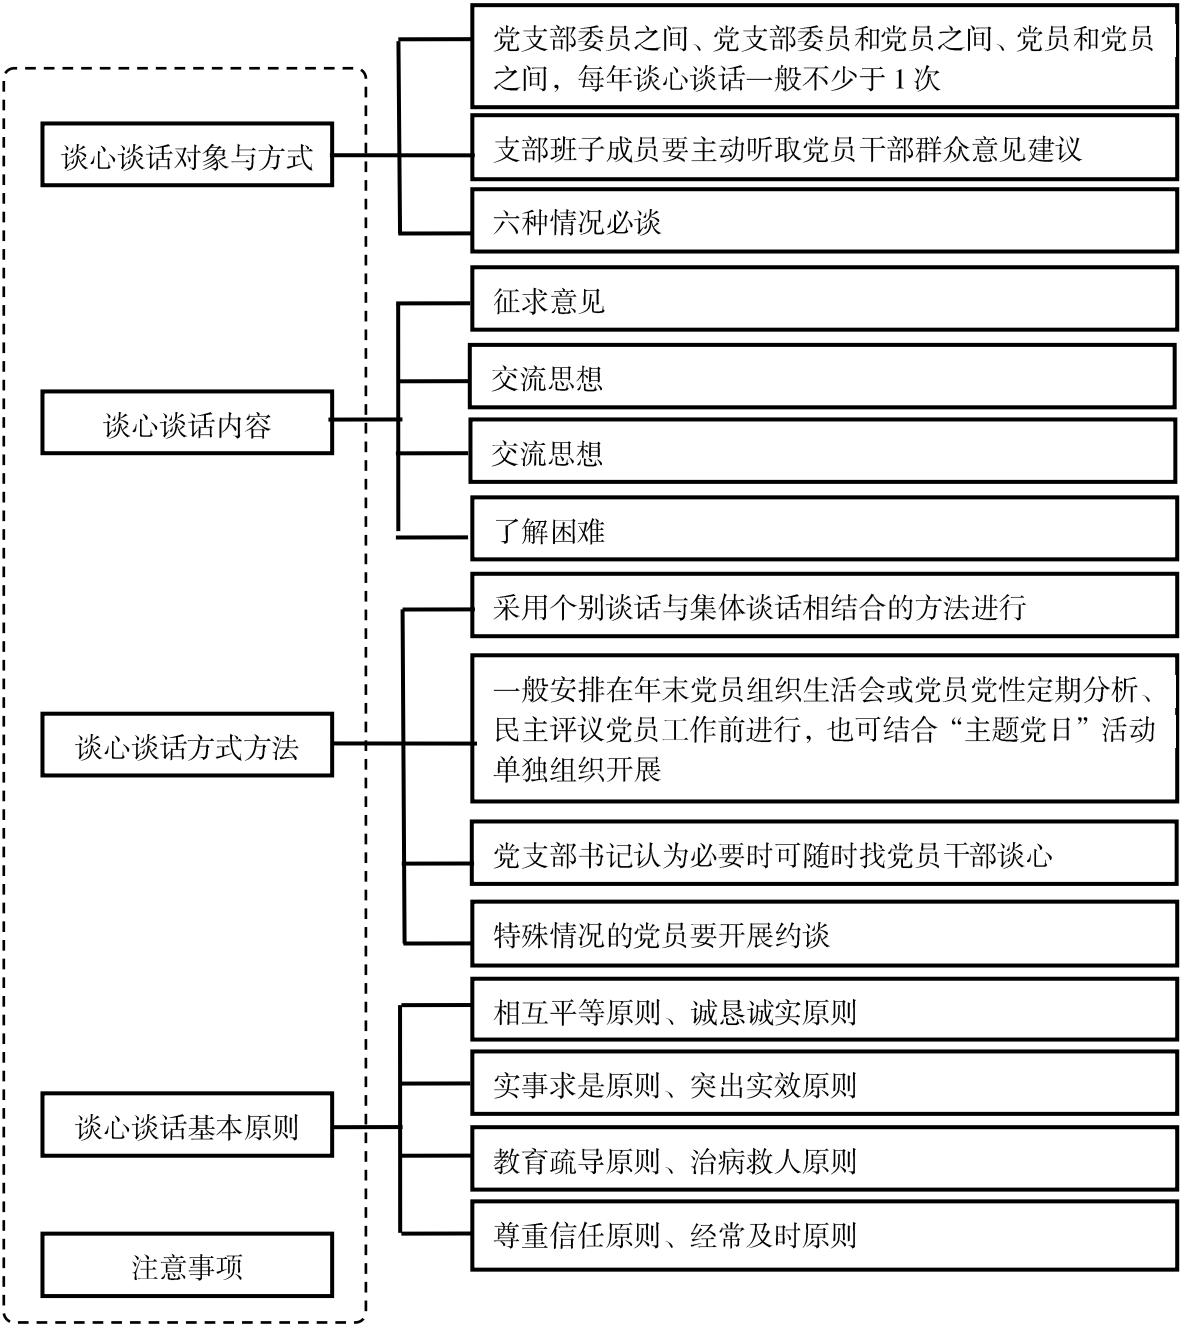 谈心谈话对象与方式
党支部委员之间、党支部委员和党员之间、党员和党员
之间，每年谈心谈话一般不少于 1 次
支部班子成员要主动听取党员干部群众意见建议
六种情况必谈
谈心谈话内容
征求意见
交流思想
交流思想
了解困难
谈心谈话方式方法
采用个别谈话与集体谈话相结合的方法进行
一般安排在年末党员组织生活会或党员党性定期分析、
民主评议党员工作前进行，也可结合“主题党日”活动
单独组织开展
党支部书记认为必要时可随时找党员干部谈心
特殊情况的党员要开展约谈
谈心谈话基本原则
相互平等原则、诚恳诚实原则
实事求是原则、突出实效原则
教育疏导原则、治病救人原则
尊重信任原则、经常及时原则
注意事项